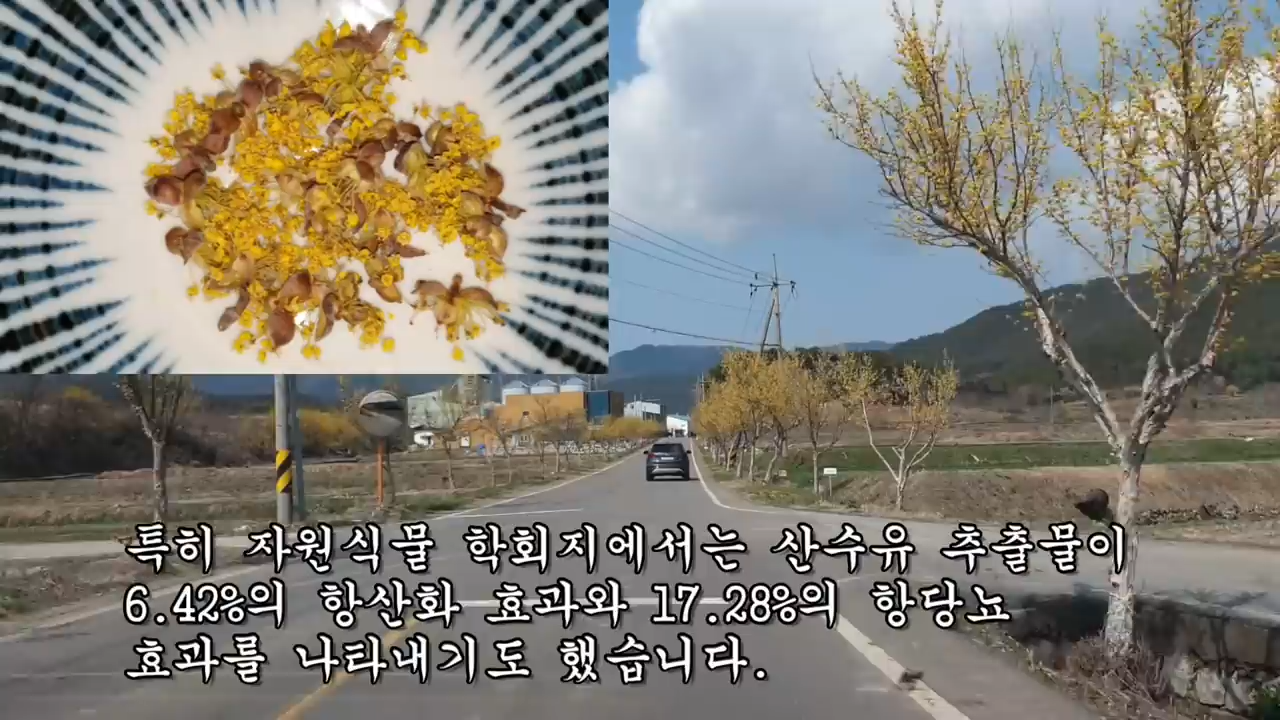 특히 자원식물 학회지에서는 산수유 추출물이
6.42%의 항산화 효과와 17.28%의 항당뇨
효과를 나타내기도 했습니다.